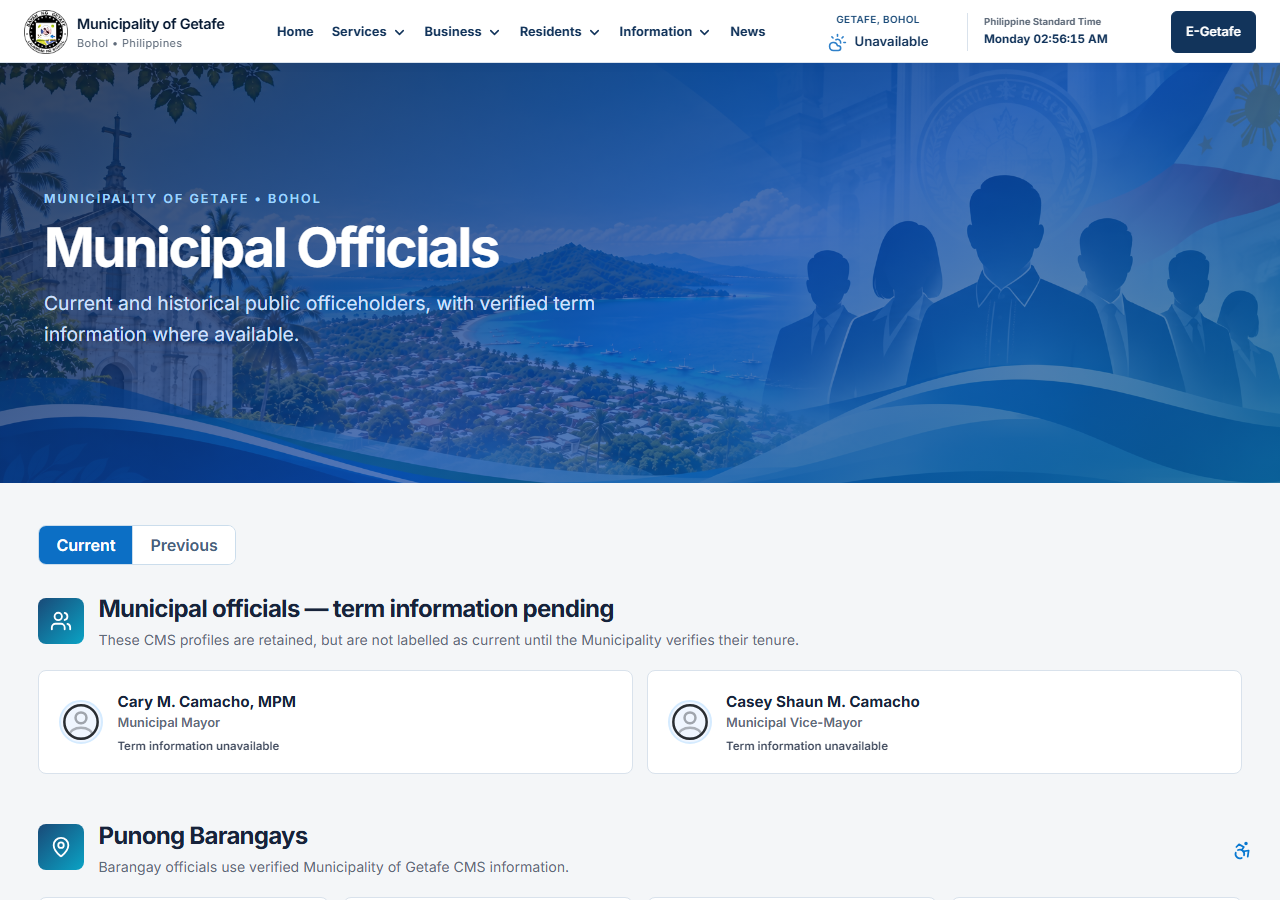 Municipality of Getafe
Bohol • Philippines
Home
Services
Business
Residents
Information
News
GETAFE, BOHOL
Unavailable
Philippine Standard Time
Monday 02:56:15 AM
E-Getafe
MUNICIPALITY OF GETAFE • BOHOL
Municipal Officials
Current and historical public officeholders, with verified term
information where available.
Current
Previous
Municipal officials — term information pending
These CMS profiles are retained, but are not labelled as current until the Municipality verifies their tenure.
Cary M. Camacho, MPM
Municipal Mayor
Term information unavailable
Casey Shaun M. Camacho
Municipal Vice-Mayor
Term information unavailable
Punong Barangays
Barangay officials use verified Municipality of Getafe CMS information.